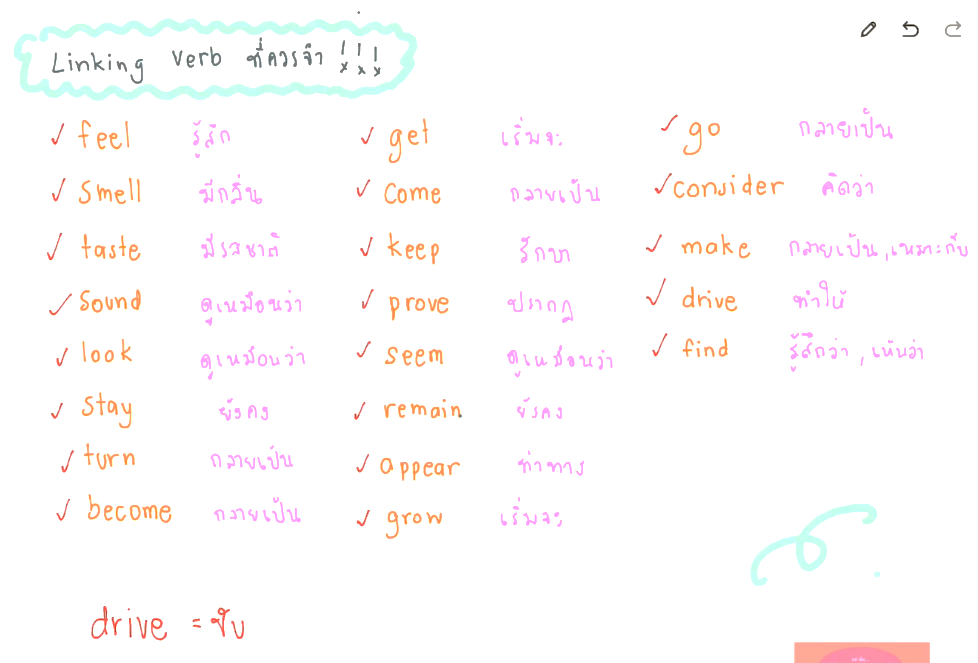 Linking Verb ที่ควรจำ !!!
feel รู้สึก
smell มีกลิ่น
taste มีรสชาติ
sound ดูเหมือนว่า
look ดูเหมือนว่า
stay ยังคง
turn กลายเป็น
become กลายเป็น
get เริ่มจะ
come กลายเป็น
keep รักษา
prove ปรากฏ
seem ดูเหมือนว่า
remain ยังคง
appear ท่าทาง
grow เริ่มจะ
go กลายเป็น
consider คิดว่า
make กลายเป็น, เหมาะกับ
drive ทำให้
find รู้สึกว่า, เห็นว่า
drive = ขับ